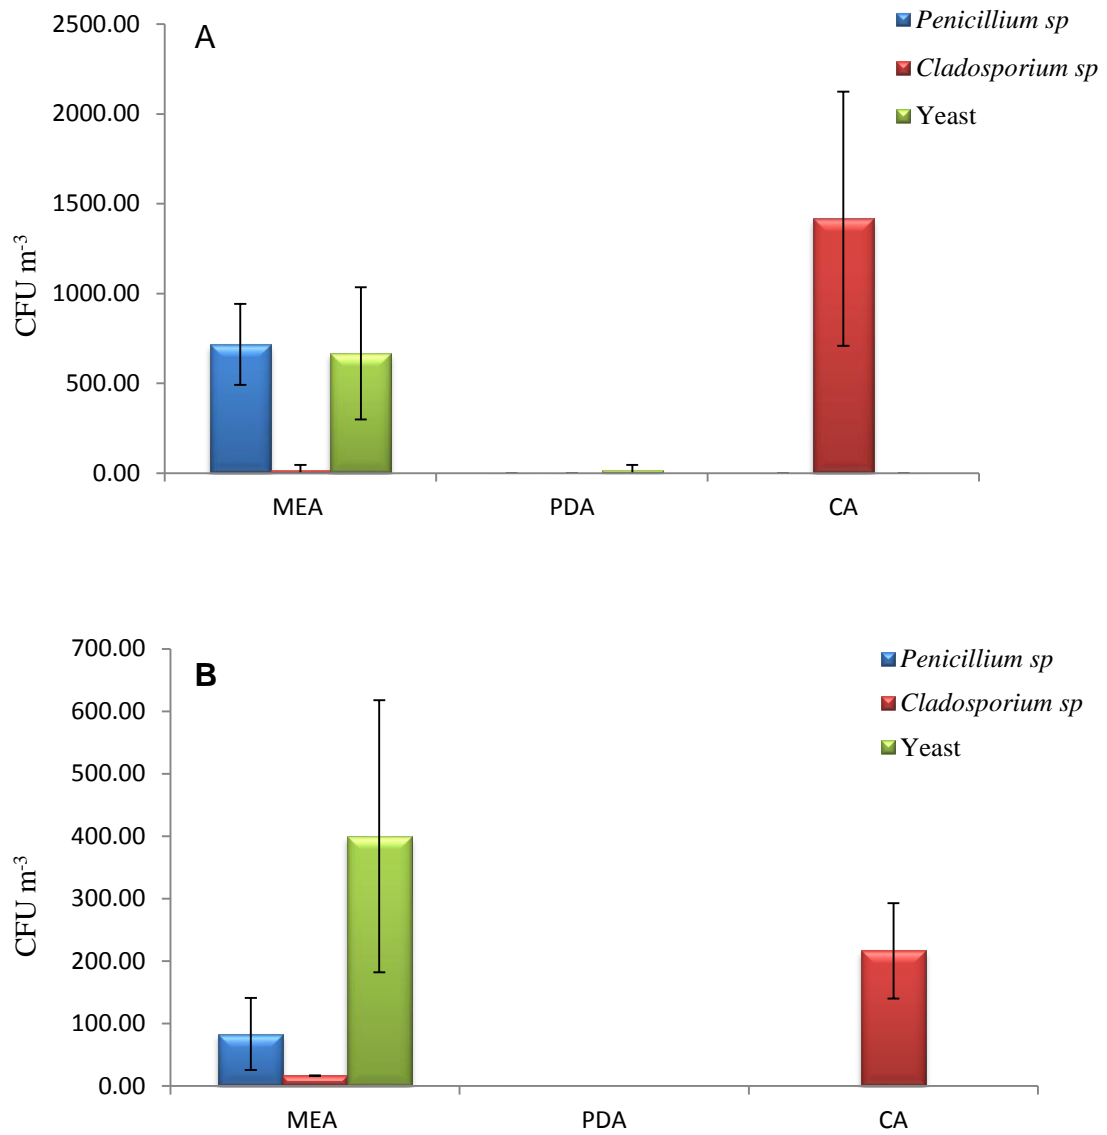 A
Penicillium sp
Cladosporium sp
Yeast
2500.00
2000.00
1500.00
1000.00
500.00
0.00
CFU m-3
MEA PDA CA
B
Penicillium sp
Cladosporium sp
Yeast
700.00
600.00
500.00
400.00
300.00
200.00
100.00
0.00
CFU m-3
MEA PDA CA